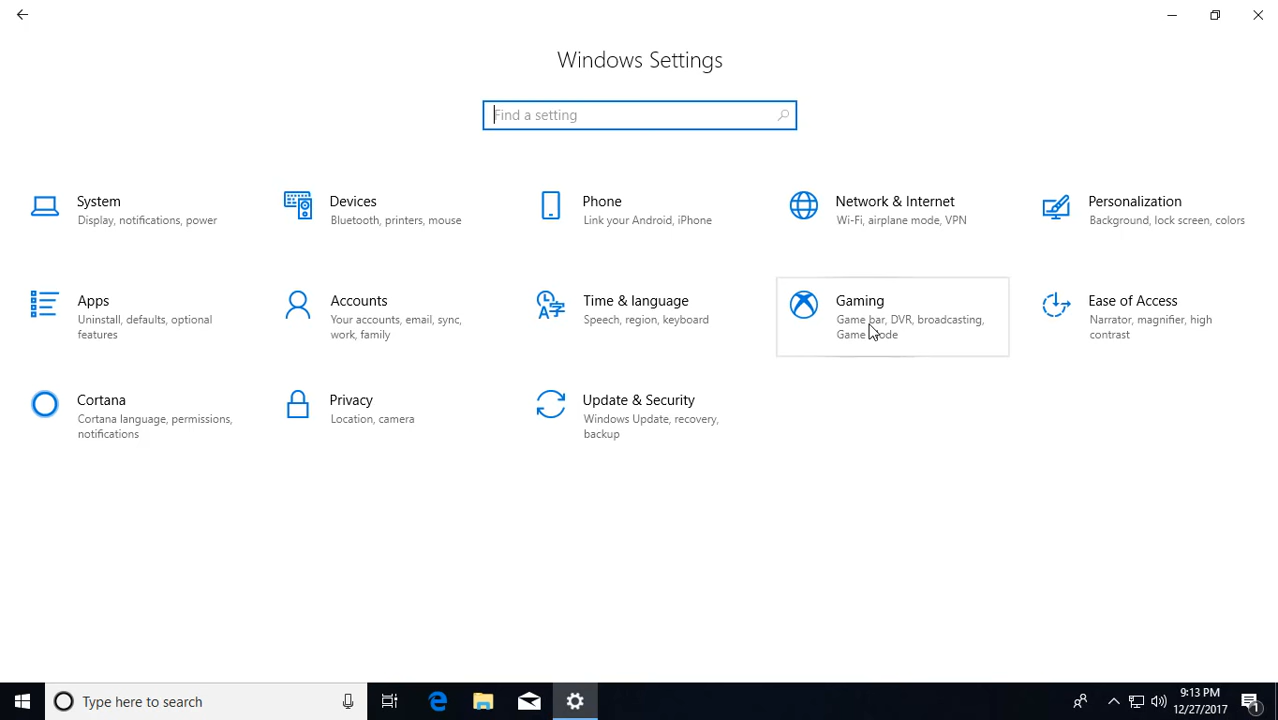 Windows Settings
Find a setting
System
Display, notifications, power
Devices
Bluetooth, printers, mouse
Phone
Link your Android, iPhone
Network & Internet
Wi-Fi, airplane mode, VPN
Personalization
Background, lock screen, colors
Apps
Uninstall, defaults, optional
features
Accounts
Your accounts, email, sync,
work, family
Time & language
Speech, region, keyboard
Gaming
Game bar, DVR, broadcasting,
Game Mode
Ease of Access
Narrator, magnifier, high
contrast
Cortana
Cortana language, permissions,
notifications
Privacy
Location, camera
Update & Security
Windows Update, recovery,
backup
Type here to search
9:13 PM
12/27/2017
1